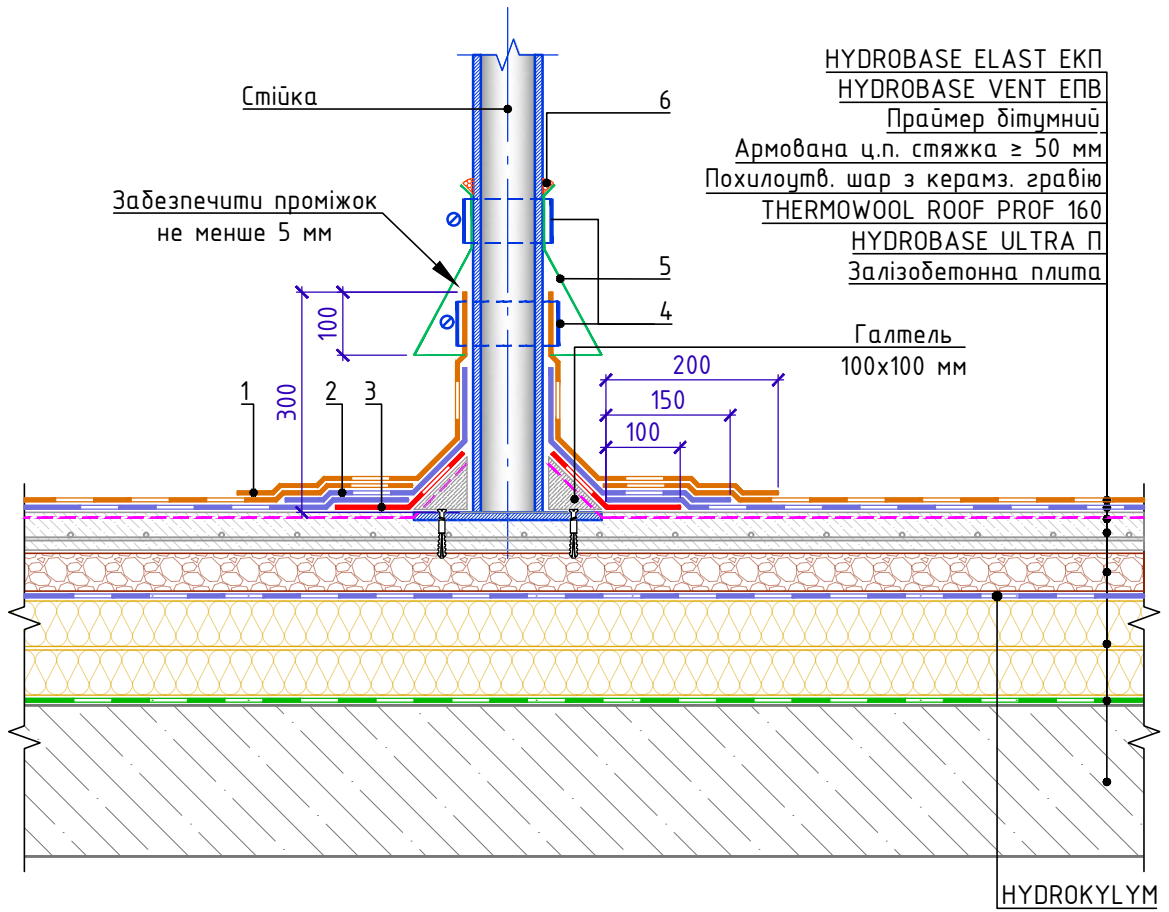 HYDROBASE ELAST ЕКП
HYDROBASE VENT ЕПВ
Праймер бітумний
Армована ц.п. стяжка ≥ 50 мм
Похилоутв. шар з керамз. гравію
THERMOWOOL ROOF PROF 160
HYDROBASE ULTRA П
Залізобетонна плита
Стійка
6
Забезпечити проміжок
не менше 5 мм
5
4
100
300
Галтель
100х100 мм
200
150
100
1
2
3
HYDROKYLYM